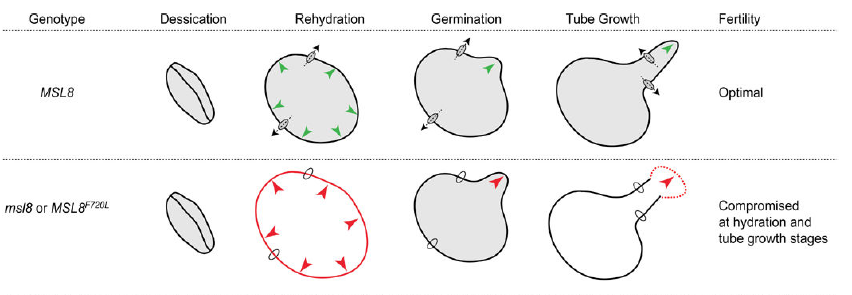 Genotype Dessication Rehydration Germination Tube Growth Fertility
MSL8 Optimal
msl8 or MSL8F720L Compromised
at hydration and
tube growth stages